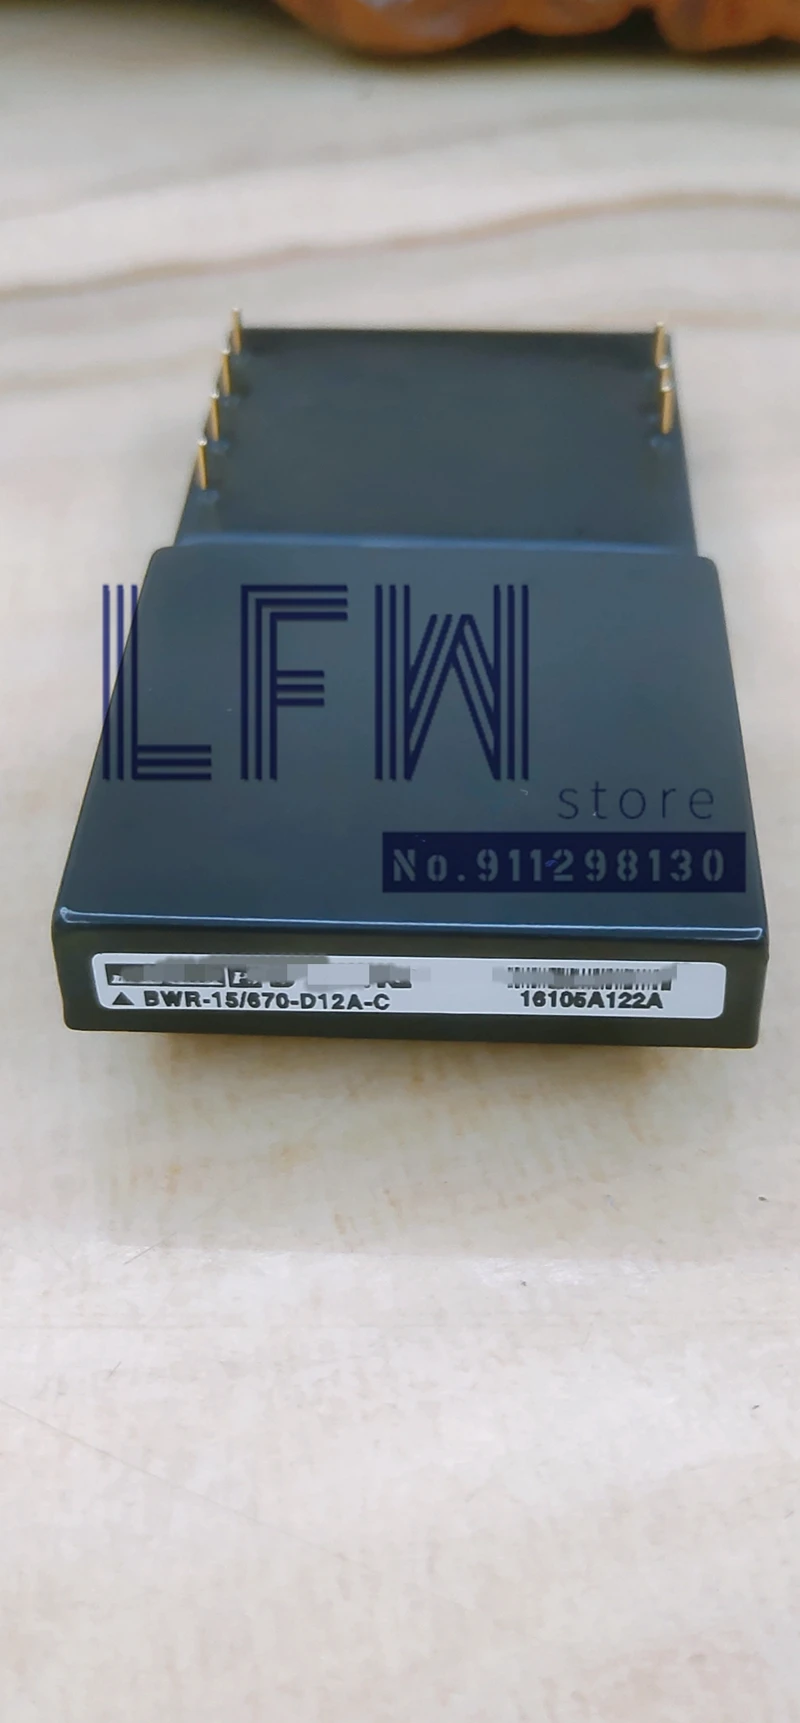 LFW
store
No.911298130
▲ BWR-15/670-D12A-C
16105A122A